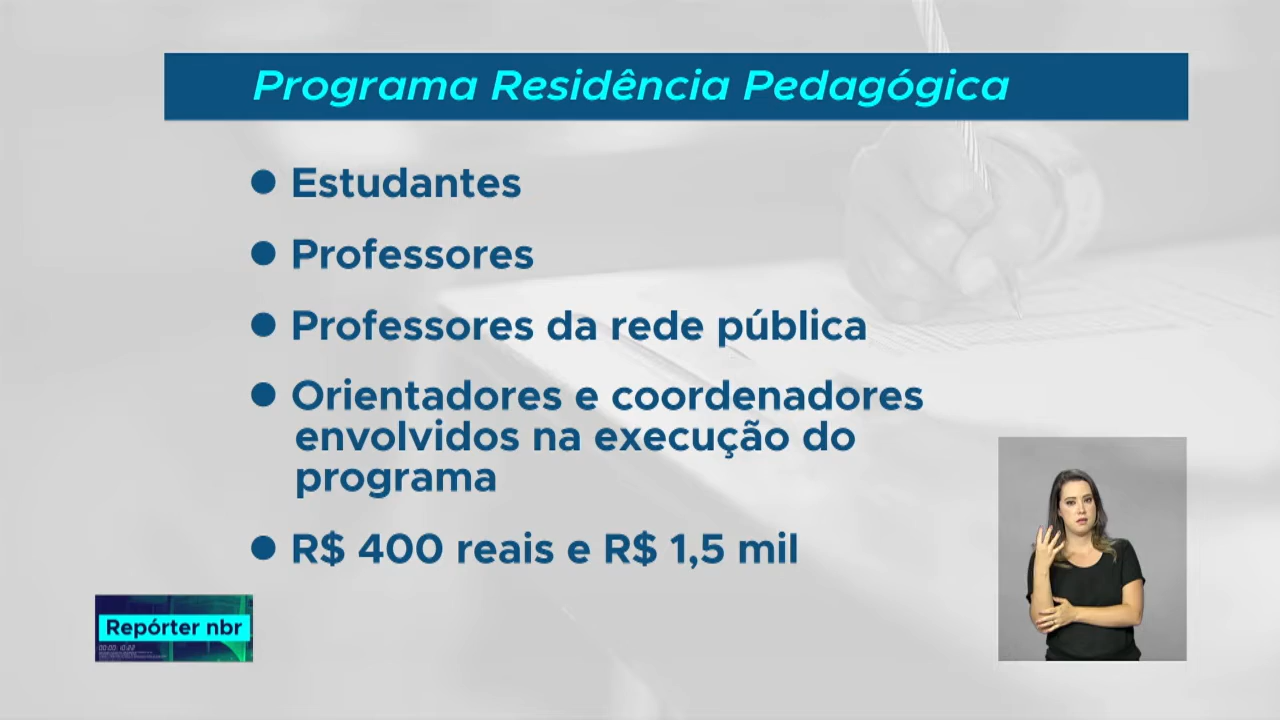 Programa Residência Pedagógica
● Estudantes
● Professores
● Professores da rede pública
● Orientadores e coordenadores
envolvidos na execução do
programa
● R$ 400 reais e R$ 1,5 mil
Repórter nbr